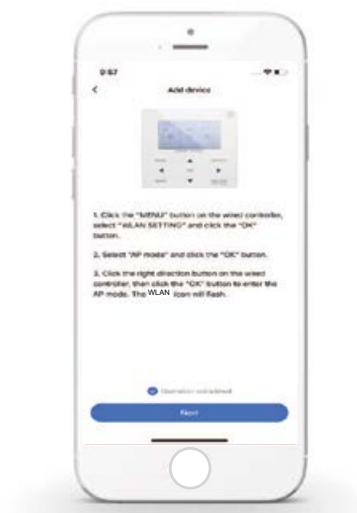 9:57
Add device
1. Click the "MENU" button on the wired controller,
select "WLAN SETTING" and click the "OK"
button.
2. Select "AP mode" and click the "OK" button.
3. Click the right direction button on the wired
controller, then click the "OK" button to enter the
AP mode. The WLAN icon will flash.
Next